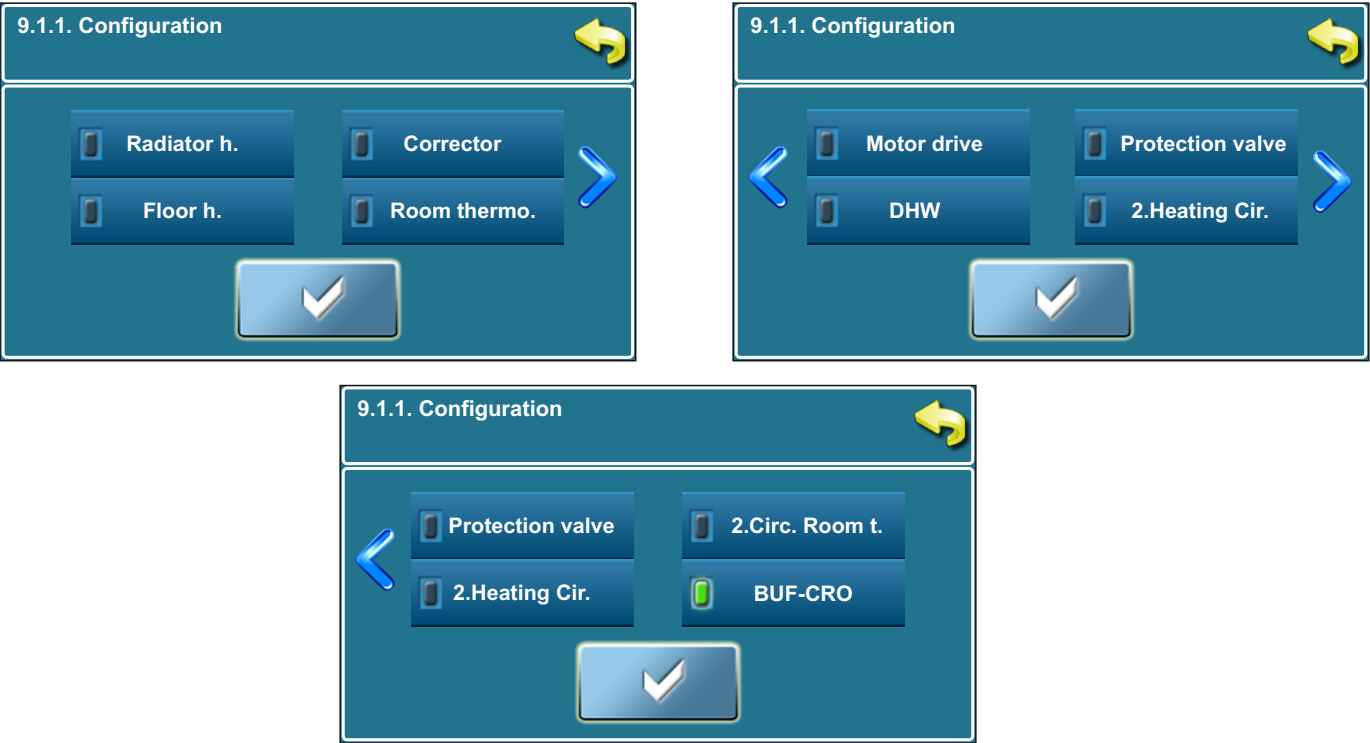 9.1.1. Configuration
Radiator h.
Corrector
Floor h.
Room thermo.
9.1.1. Configuration
Motor drive
Protection valve
DHW
2.Heating Cir.
9.1.1. Configuration
Protection valve
2.Circ. Room t.
2.Heating Cir.
BUF-CRO